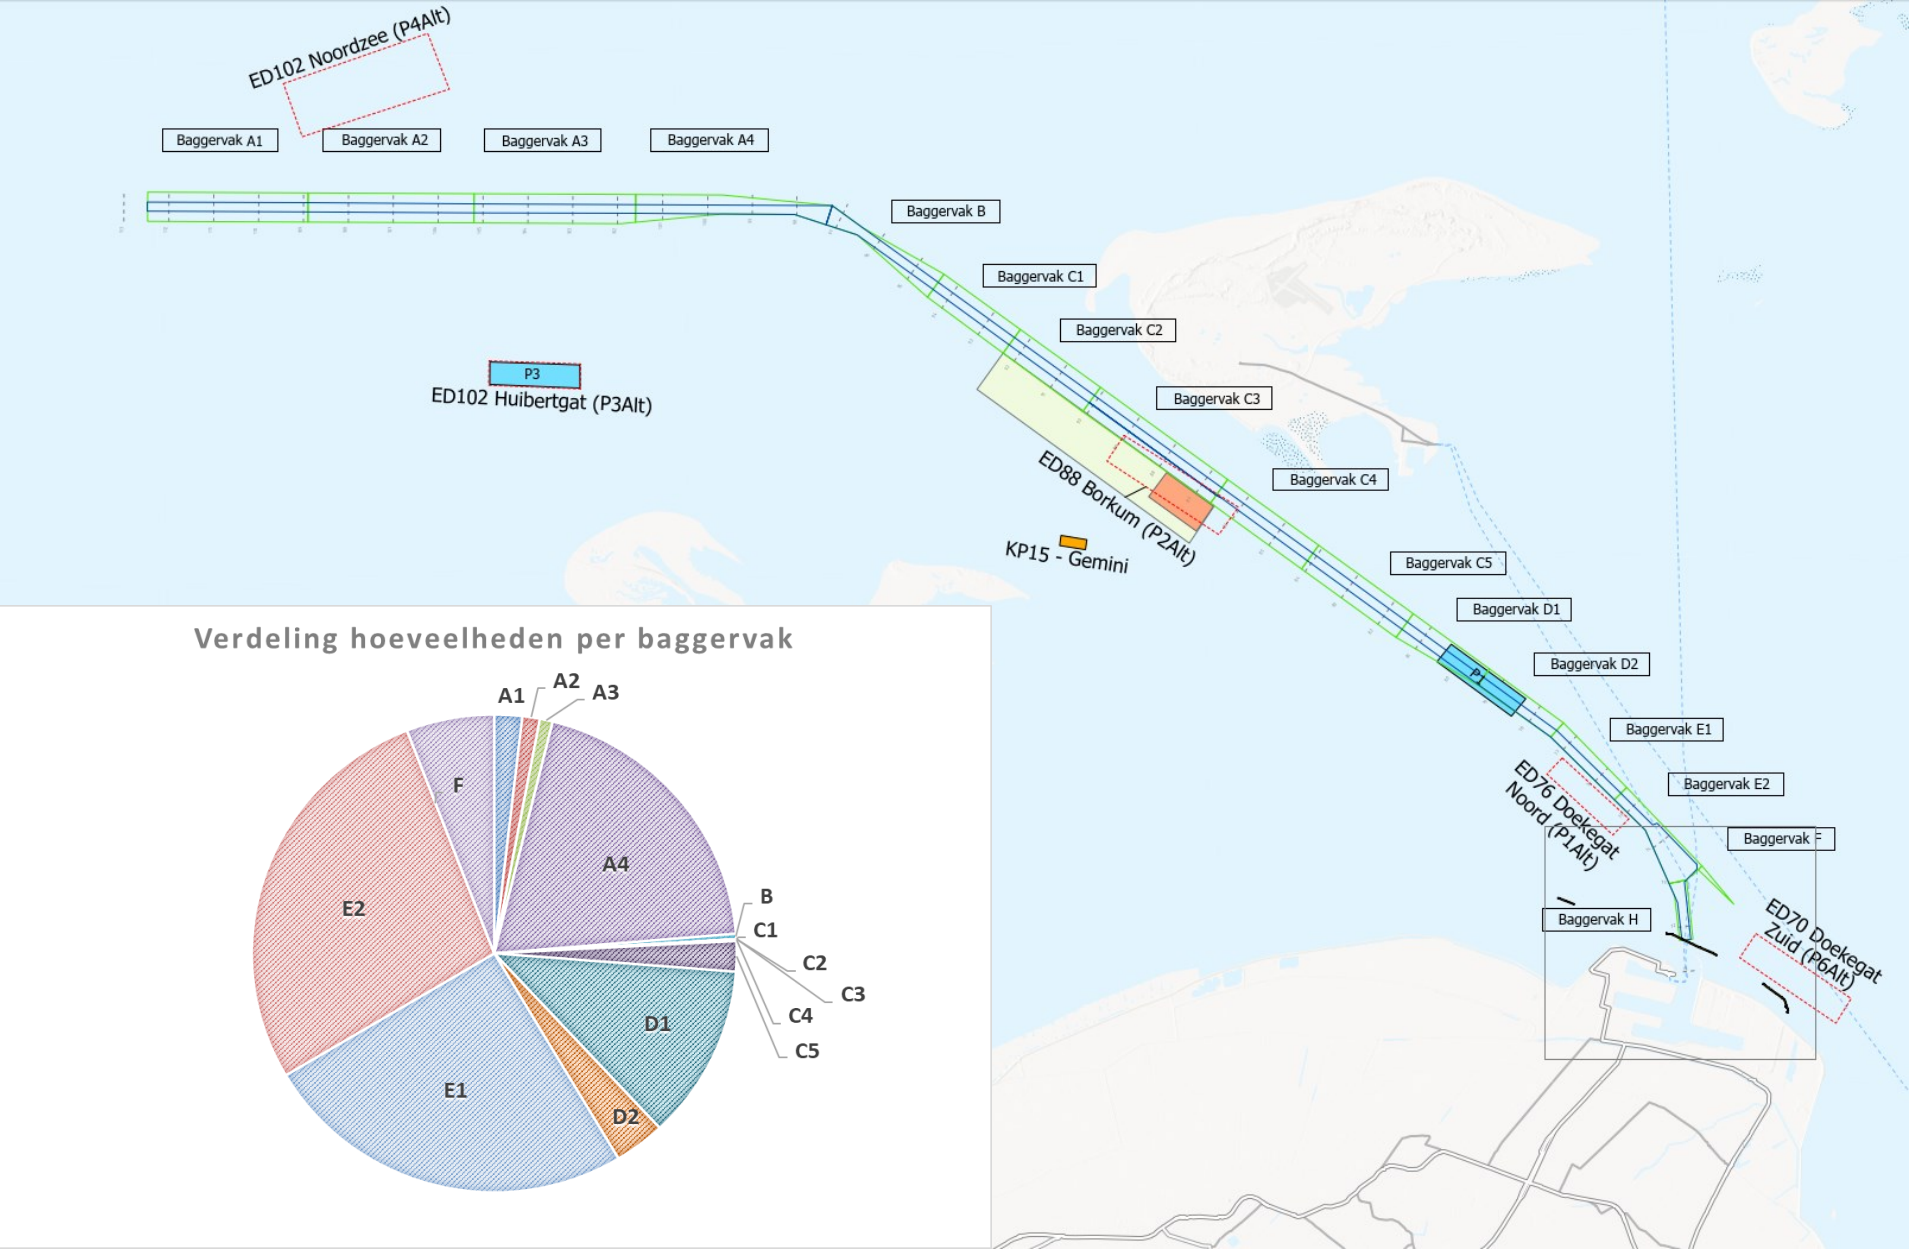 ED102 Noordzee (P4Alt)
Baggervak A1
Baggervak A2
Baggervak A3
Baggervak A4
Baggervak B
Baggervak C1
Baggervak C2
Baggervak C3
Baggervak C4
Baggervak C5
Baggervak D1
Baggervak D2
Baggervak E1
Baggervak E2
Baggervak F
Baggervak H
P3
ED102 Huibertgat (P3Alt)
ED88 Borkum (P2Alt)
KP15 - Gemini
P1
ED76 Doekegat
Noord (P1Alt)
ED70 Doekegat
Zuid (P6Alt)
Verdeling hoeveelheden per baggervak
A1
A2
A3
A4
B
C1
C2
C3
C4
C5
D1
D2
E1
E2
F